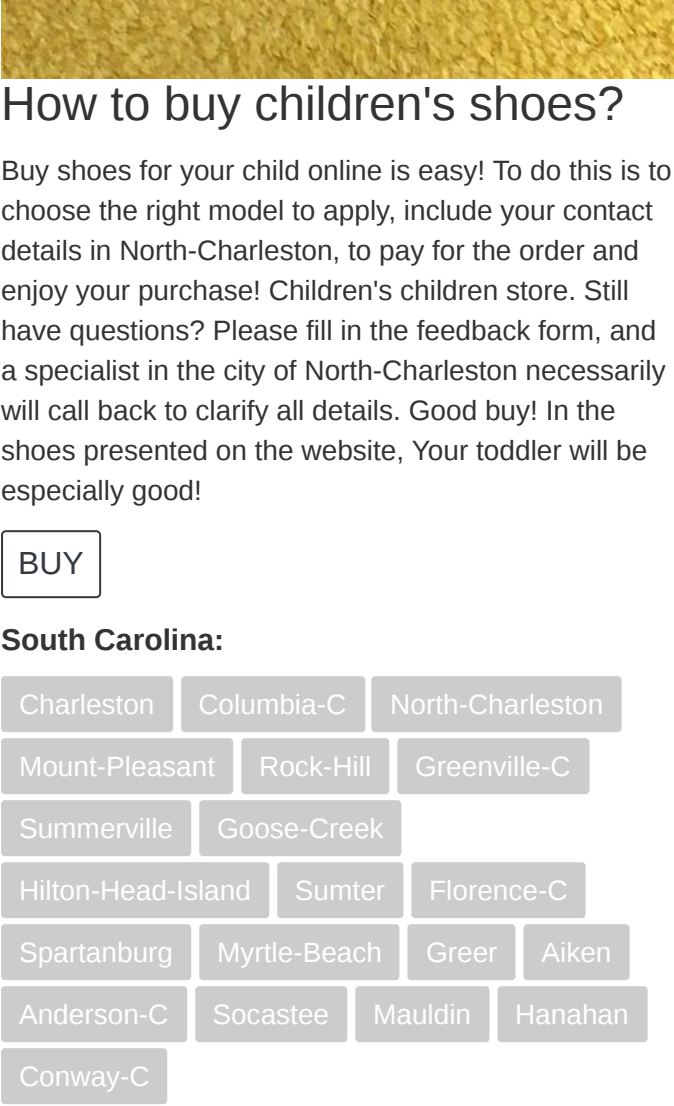 How to buy children's shoes?
Buy shoes for your child online is easy! To do this is to
choose the right model to apply, include your contact
details in North-Charleston, to pay for the order and
enjoy your purchase! Children's children store. Still
have questions? Please fill in the feedback form, and
a specialist in the city of North-Charleston necessarily
will call back to clarify all details. Good buy! In the
shoes presented on the website, Your toddler will be
especially good!
BUY
South Carolina:
Charleston Columbia-C North-Charleston
Mount-Pleasant Rock-Hill Greenville-C
Summerville Goose-Creek
Hilton-Head-Island Sumter Florence-C
Spartanburg Myrtle-Beach Greer Aiken
Anderson-C Socastee Mauldin Hanahan
Conway-C